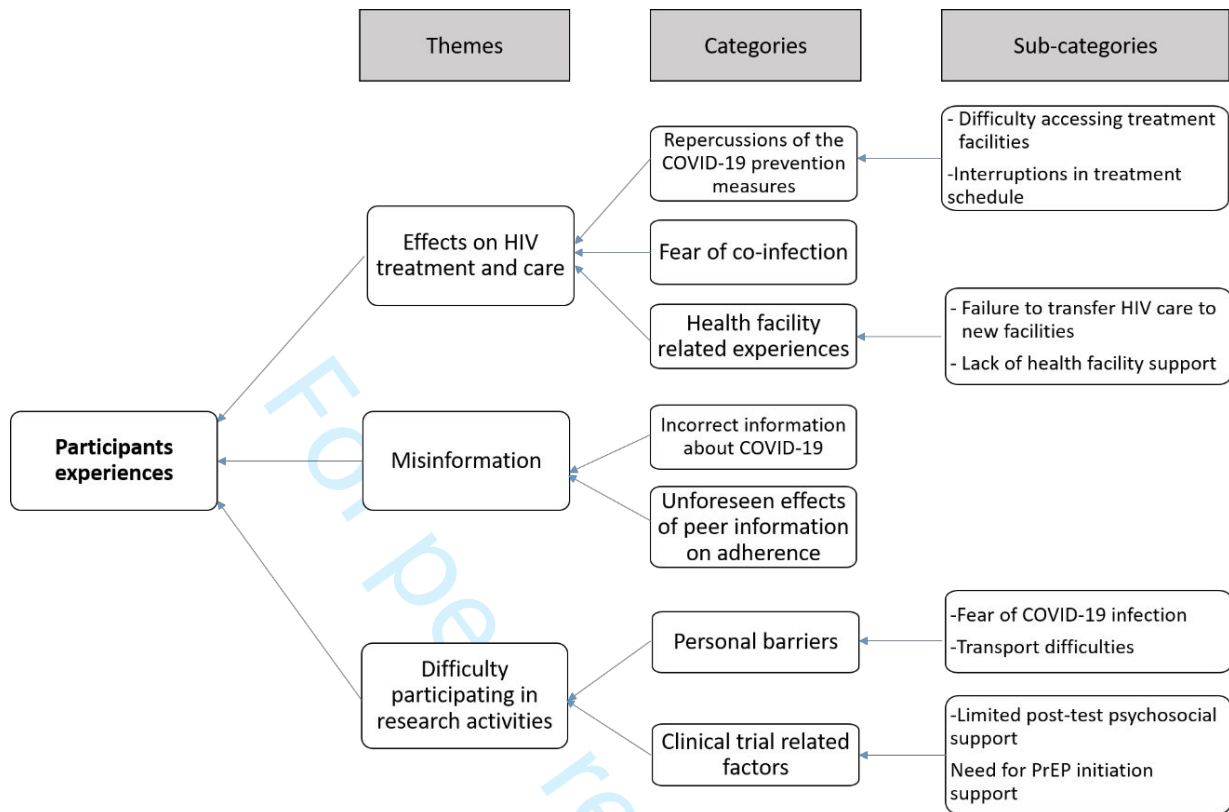 Themes
Categories
Sub-categories
Repercussions of the
COVID-19 prevention
measures
- Difficulty accessing treatment
facilities
-Interruptions in treatment
schedule
Effects on HIV
treatment and care
Fear of co-infection
Health facility
related experiences
- Failure to transfer HIV care to
new facilities
- Lack of health facility support
Participants
experiences
Misinformation
Incorrect information
about COVID-19
Unforeseen effects
of peer information
on adherence
Difficulty
participating in
research activities
Personal barriers
-Fear of COVID-19 infection
-Transport difficulties
Clinical trial related
factors
-Limited post-test psychosocial
support
Need for PrEP initiation
support
For pe re